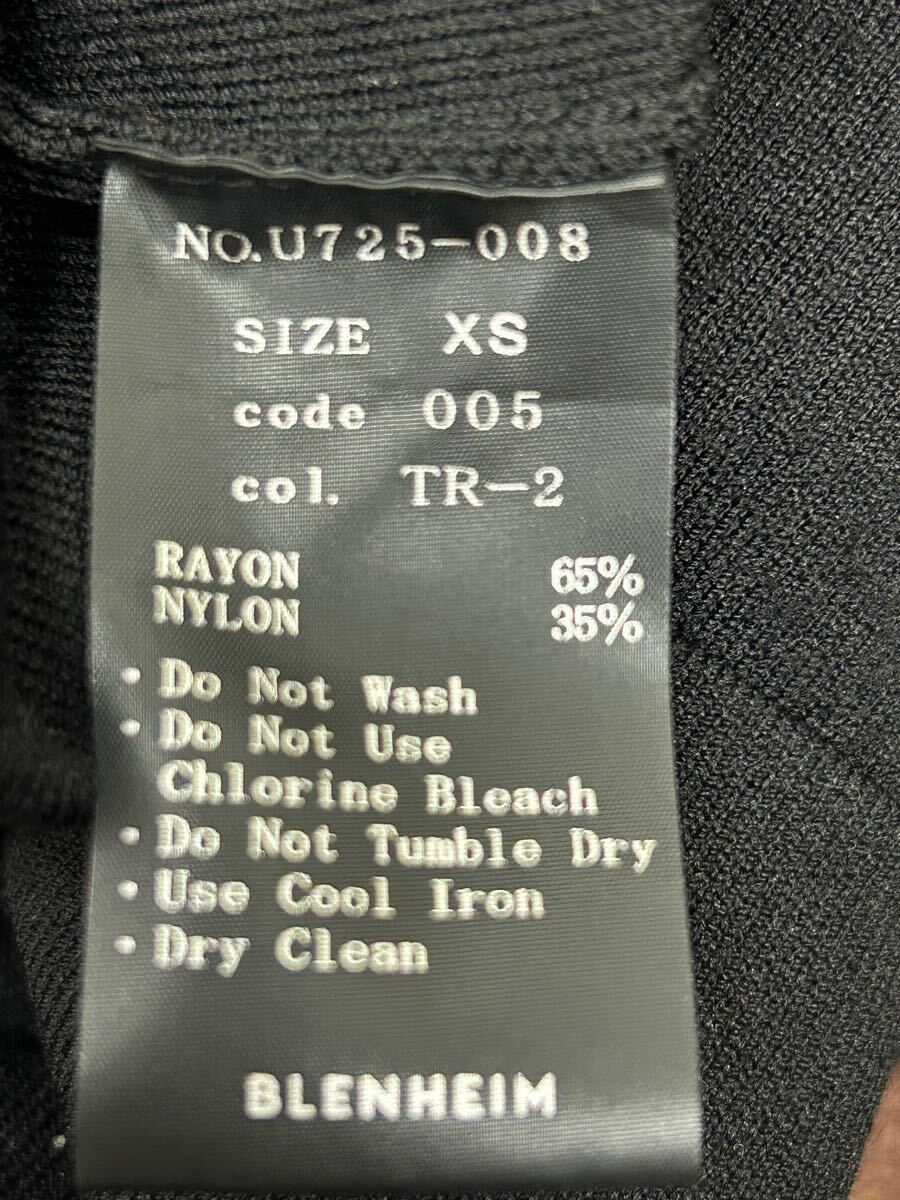 NO.U725-008
SIZE XS
code 005
col. TR-2
RAYON 65%
NYLON 35%
・Do Not Wash
・Do Not Use
Chlorine Bleach
・Do Not Tumble Dry
・Use Cool Iron
・Dry Clean
BLENHEIM